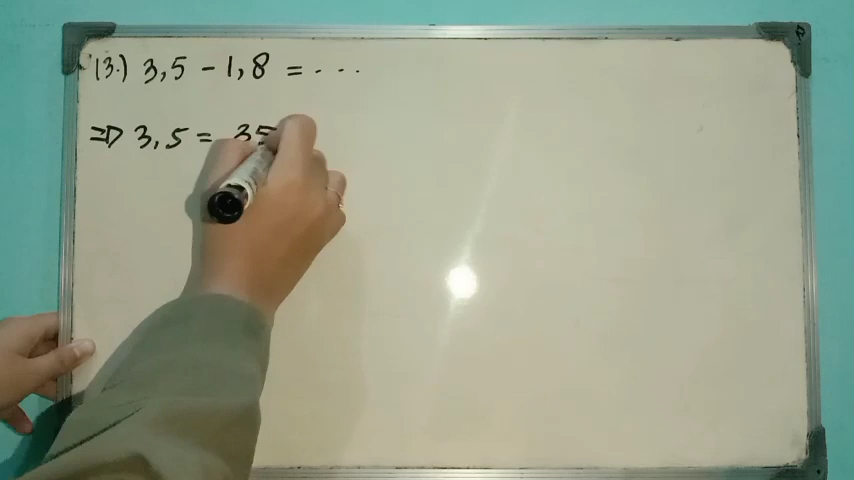 13.) 3,5 - 1,8 = ...
⇒ 3,5 = 35